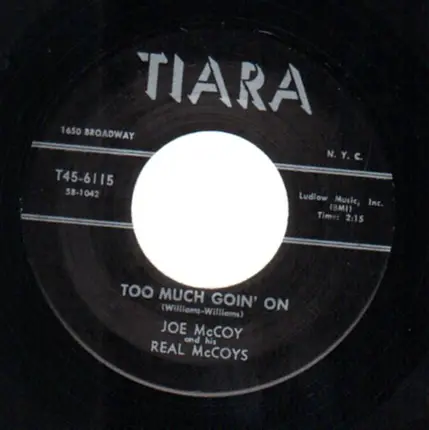 TIARA
1650 BROADWAY
N. Y. C.
T45-6115
SB-1042
Ludlow Music, Inc.
(BMI)
Time: 2:15
TOO MUCH GOIN' ON
(Williams-Williams)
JOE McCOY
and his
REAL McCOYS